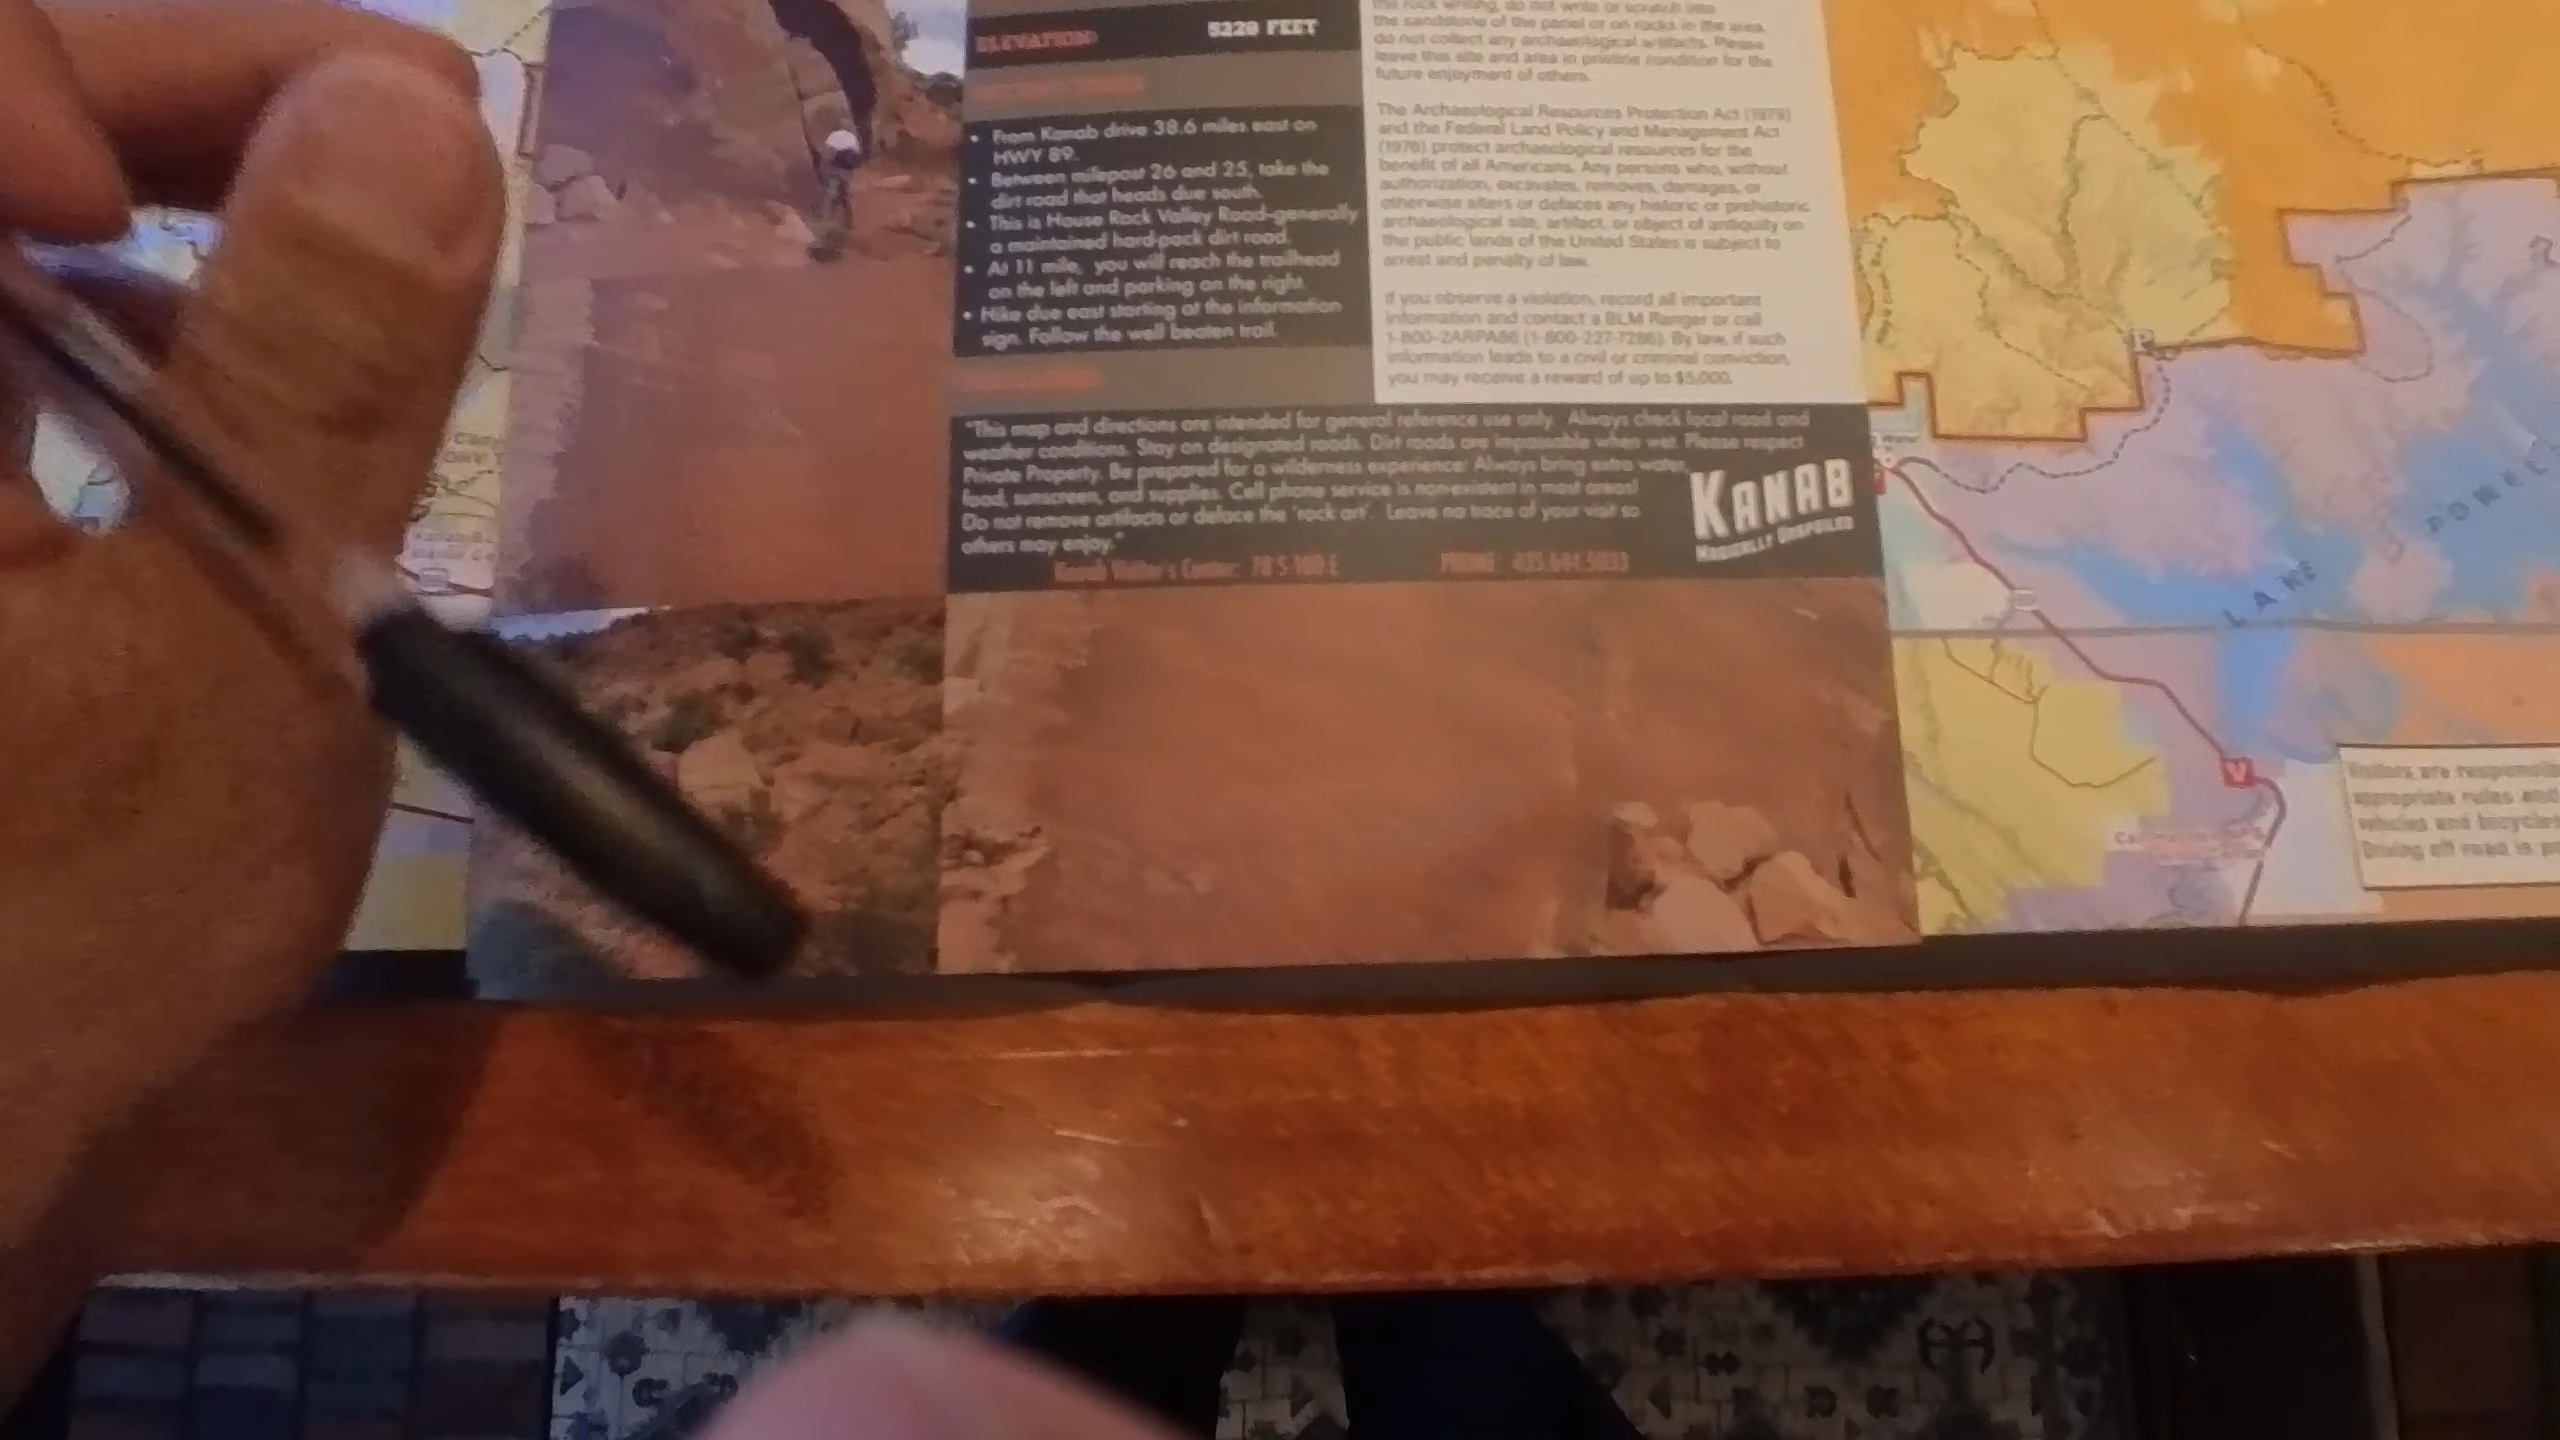 ELEVATION: 5220 FEET
• From Kanab drive 38.6 miles east on
HWY 89.
• Between milepost 26 and 25, take the
dirt road that heads due south.
• This is House Rock Valley Road-generally
a maintained hard-pack dirt road.
• At 11 mile, you will reach the trailhead
on the left and parking on the right.
• Hike due east starting at the information
sign. Follow the well beaten trail.
the rock writing, do not write or scratch into
the sandstone of the panel or on rocks in the area,
do not collect any archaeological artifacts. Please
leave this site and area in pristine condition for the
future enjoyment of others.
The Archaeological Resources Protection Act (1979)
and the Federal Land Policy and Management Act
(1976) protect archaeological resources for the
benefit of all Americans. Any persons who, without
authorization, excavates, removes, damages, or
otherwise alters or defaces any historic or prehistoric
archaeological site, artifact, or object of antiquity on
the public lands of the United States is subject to
arrest and penalty of law.
If you observe a violation, record all important
information and contact a BLM Ranger or call
1-800-2ARPA86 (1-800-227-7286). By law, if such
information leads to a civil or criminal conviction,
you may receive a reward of up to $5,000.
"This map and directions are intended for general reference use only. Always check local road and
weather conditions. Stay on designated roads. Dirt roads are impassable when wet. Please respect
Private Property. Be prepared for a wilderness experience! Always bring extra water,
food, sunscreen, and supplies. Cell phone service is non-existent in most areas!
Do not remove artifacts or deface the 'rock art'. Leave no trace of your visit so
others may enjoy."
KANAB
MAGICALLY UNSPOILED
Kanab Visitor's Center: 78 S 100 E PHONE: 435.644.5033
LAKE POWELL
V
Visitors are
appropriate rules and
vehicles and
Driving off road is